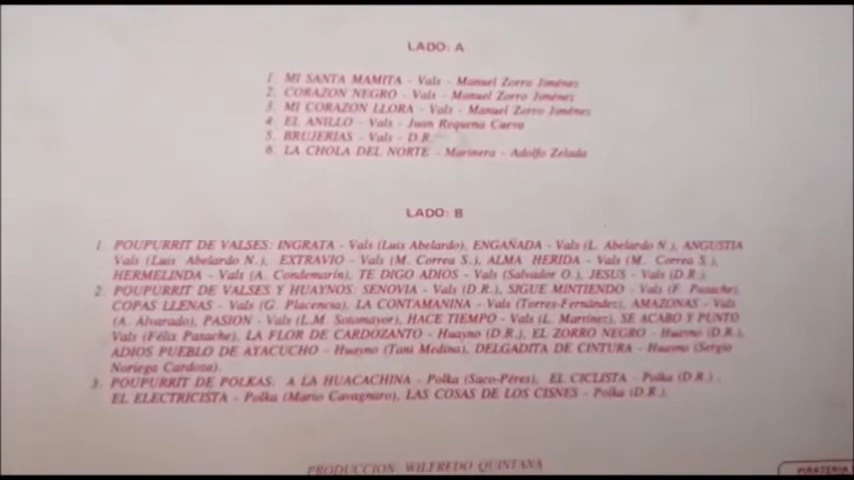 LADO: A
1. MI SANTA MAMITA - Vals - Manuel Zorro Jiménez
2. CORAZON NEGRO - Vals - Manuel Zorro Jiménez
3. MI CORAZON LLORA - Vals - Manuel Zorro Jiménez
4. EL ANILLO - Vals - Juan Requena Cueva
5. BRUJERIAS - Vals - D.R.
6. LA CHOLA DEL NORTE - Marinera - Adolfo Zelada
LADO: B
1. POUPURRIT DE VALSES: INGRATA - Vals (Luis Abelardo), ENGAÑADA - Vals (L. Abelardo N.), ANGUSTIA
Vals (Luis Abelardo N.), EXTRAVIO - Vals (M. Correa S.), ALMA HERIDA - Vals (M. Correa S.),
HERMELINDA - Vals (A. Condemarín), TE DIGO ADIOS - Vals (Salvador O.), JESUS - Vals (D.R.).
2. POUPURRIT DE VALSES Y HUAYNOS: SENOVIA - Vals (D.R.), SIGUE MINTIENDO - Vals (F. Pasache),
COPAS LLENAS - Vals (G. Placencia), LA CONTAMANINA - Vals (Torres-Fernández), AMAZONAS - Vals
(A. Alvarado), PASION - Vals (L.M. Sotomayor), HACE TIEMPO - Vals (L. Martínez), SE ACABO Y PUNTO
Vals (Félix Pasache), LA FLOR DE CARDOZANTO - Huayno (D.R.), EL ZORRO NEGRO - Huayno (D.R.),
ADIOS PUEBLO DE AYACUCHO - Huayno (Tani Medina), DELGADITA DE CINTURA - Huayno (Sergio
Noriega Cardoza).
3. POUPURRIT DE POLKAS: A LA HUACACHINA - Polka (Saco-Pérez), EL CICLISTA - Polka (D.R.),
EL ELECTRICISTA - Polka (Mario Cavagnaro), LAS COSAS DE LOS CISNES - Polka (D.R.).
PRODUCCION: WILFREDO QUINTANA
PIRATERIA